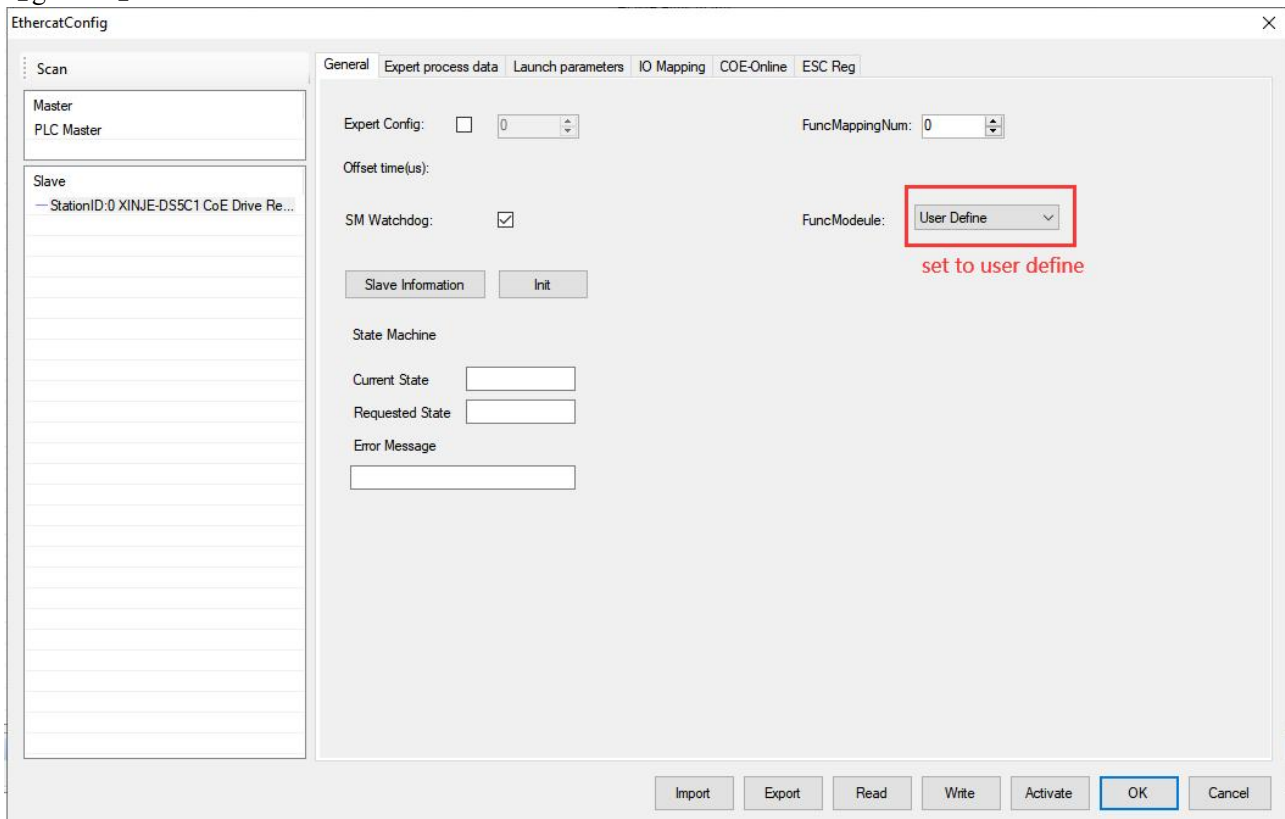 EthercatConfig
Scan
Master
PLC Master
Slave
StationID:0 XINJE-DS5C1 CoE Drive Re...
General Expert process data Launch parameters IO Mapping COE-Online ESC Reg
Expert Config: 0 FuncMappingNum: 0
Offset time(us):
SM Watchdog: FuncModeule: User Define
set to user define
Slave Information Init
State Machine
Current State
Requested State
Error Message
Import Export Read Write Activate OK Cancel